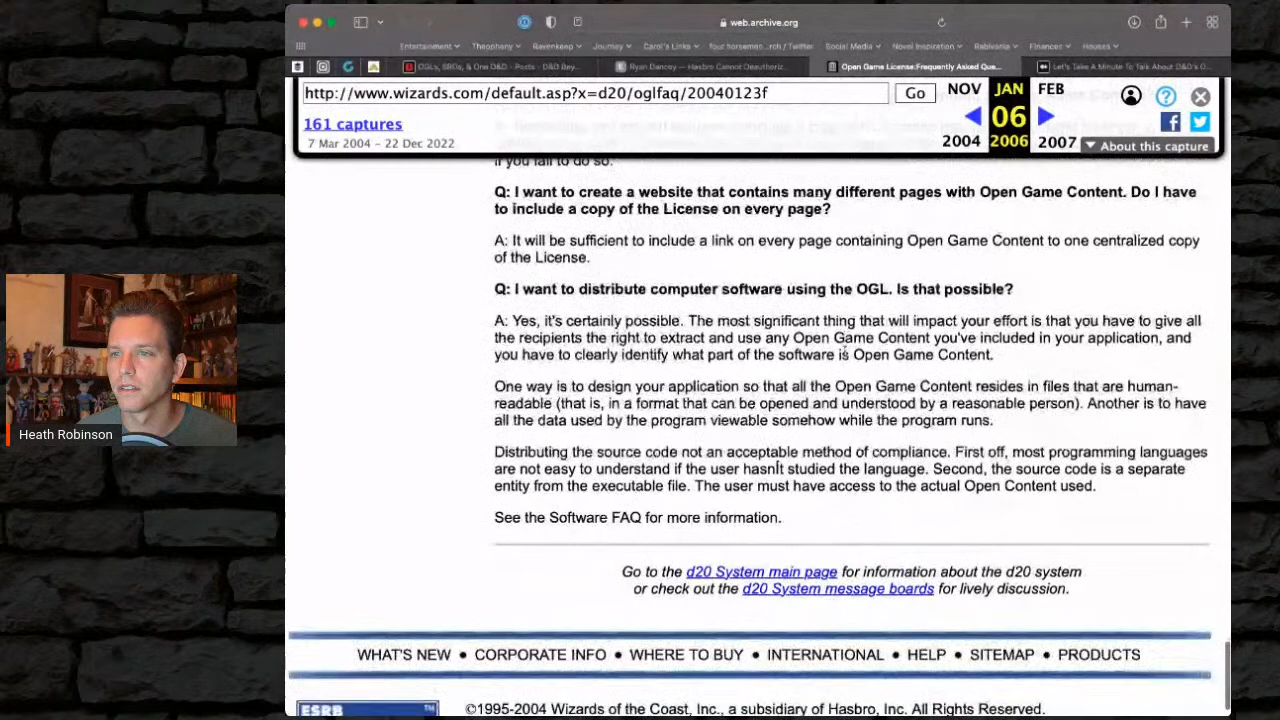 web.archive.org
Entertainment Theophany Ravenkeep Journey Carol's Links four horsemen...rch / Twitter Social Media Novel Inspiration Rabivaria Finances Houses
OGLs, SRDs, & One D&D - Posts - D&D Bey... Ryan Dancey — Hasbro Cannot Deauthoriz... Open Game License:Frequently Asked Que... Let's Take A Minute To Talk About D&D's O...
http://www.wizards.com/default.asp?x=d20/oglfaq/20040123f Go NOV JAN FEB
161 captures 06
7 Mar 2004 – 22 Dec 2022 2004 2006 2007 About this capture
if you fail to do so.
Q: I want to create a website that contains many different pages with Open Game Content. Do I have
to include a copy of the License on every page?
A: It will be sufficient to include a link on every page containing Open Game Content to one centralized copy
of the License.
Q: I want to distribute computer software using the OGL. Is that possible?
A: Yes, it's certainly possible. The most significant thing that will impact your effort is that you have to give all
the recipients the right to extract and use any Open Game Content you've included in your application, and
you have to clearly identify what part of the software is Open Game Content.
One way is to design your application so that all the Open Game Content resides in files that are human-
readable (that is, in a format that can be opened and understood by a reasonable person). Another is to have
all the data used by the program viewable somehow while the program runs.
Distributing the source code not an acceptable method of compliance. First off, most programming languages
are not easy to understand if the user hasnÍt studied the language. Second, the source code is a separate
entity from the executable file. The user must have access to the actual Open Content used.
See the Software FAQ for more information.
Go to the d20 System main page for information about the d20 system
or check out the d20 System message boards for lively discussion.
WHAT'S NEW • CORPORATE INFO • WHERE TO BUY • INTERNATIONAL • HELP • SITEMAP • PRODUCTS
ESRB ™ ©1995-2004 Wizards of the Coast, Inc., a subsidiary of Hasbro, Inc. All Rights Reserved.
Heath Robinson